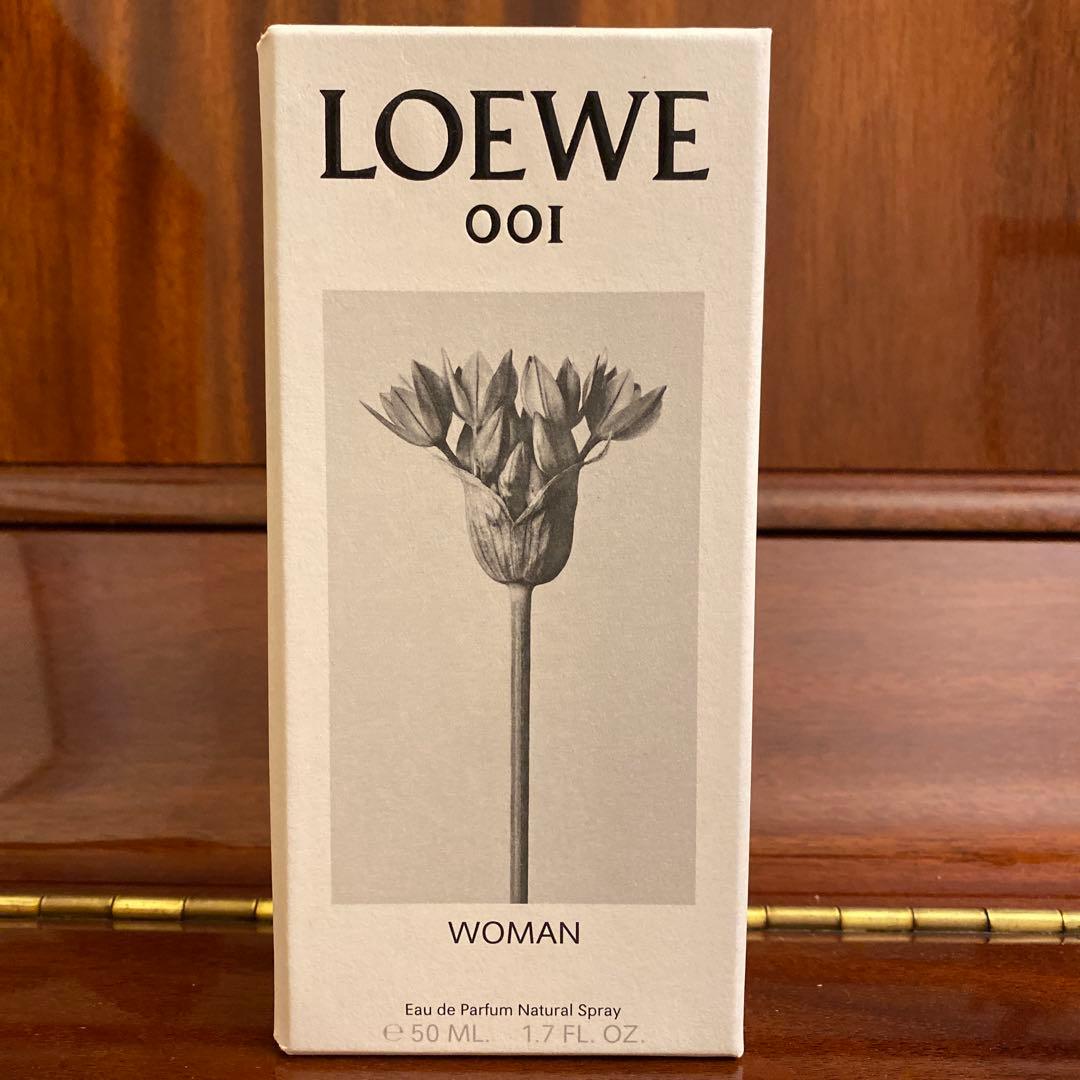 LOEWE
001
WOMAN
Eau de Parfum Natural Spray
℮ 50 ML. 1.7 FL. OZ.